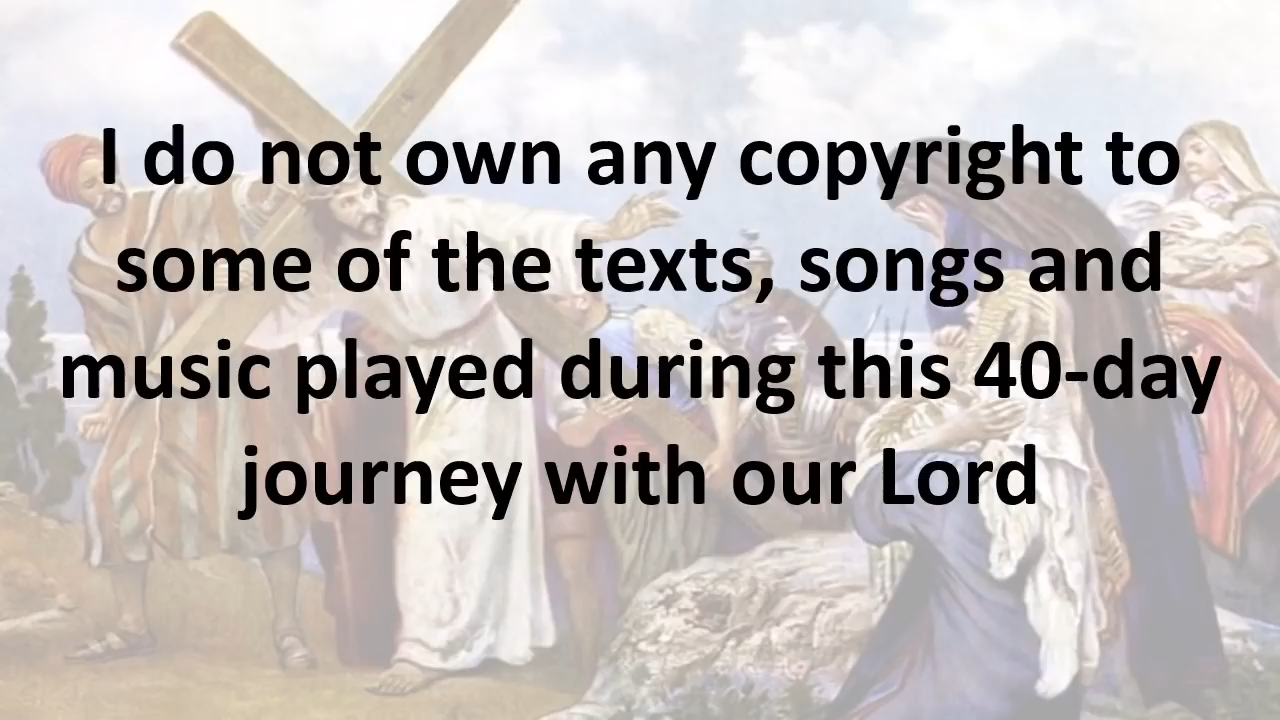 I do not own any copyright to
some of the texts, songs and
music played during this 40-day
journey with our Lord